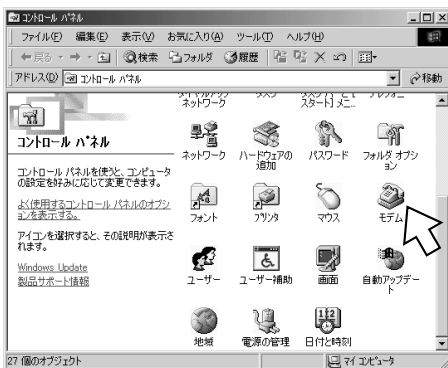 コントロール パネル
ファイル(F) 編集(E) 表示(V) お気に入り(A) ツール(T) ヘルプ(H)
戻る 検索 フォルダ 履歴
アドレス(D) コントロール パネル 移動
コントロール パネル
コントロール パネルを使うと、コンピュータ
の設定を好みに応じて変更できます。
よく使用するコントロール パネルのオプシ
ョンを表示する。
アイコンを選択すると、その説明が表示さ
れます。
Windows Update
製品サポート情報
ネットワーク
スタート] メニ...
ネットワーク ハードウェアの
追加 パスワード フォルダ オプシ
ョン
フォント プリンタ マウス モデム
ユーザー ユーザー補助 画面 自動アップデー
ト
地域 電源の管理 日付と時刻
27 個のオブジェクト マイ コンピュータ